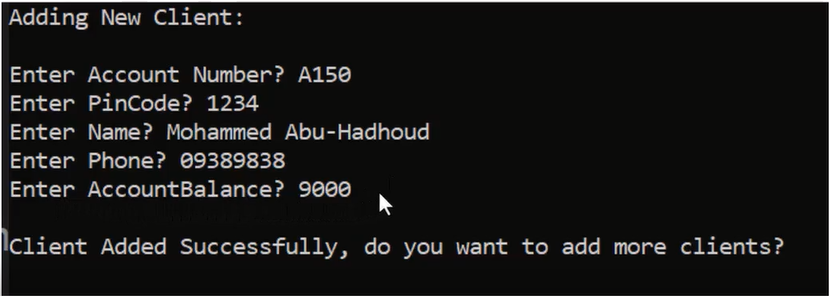 Adding New Client:
Enter Account Number? A150
Enter PinCode? 1234
Enter Name? Mohammed Abu-Hadhoud
Enter Phone? 09389838
Enter AccountBalance? 9000
Client Added Successfully, do you want to add more clients?